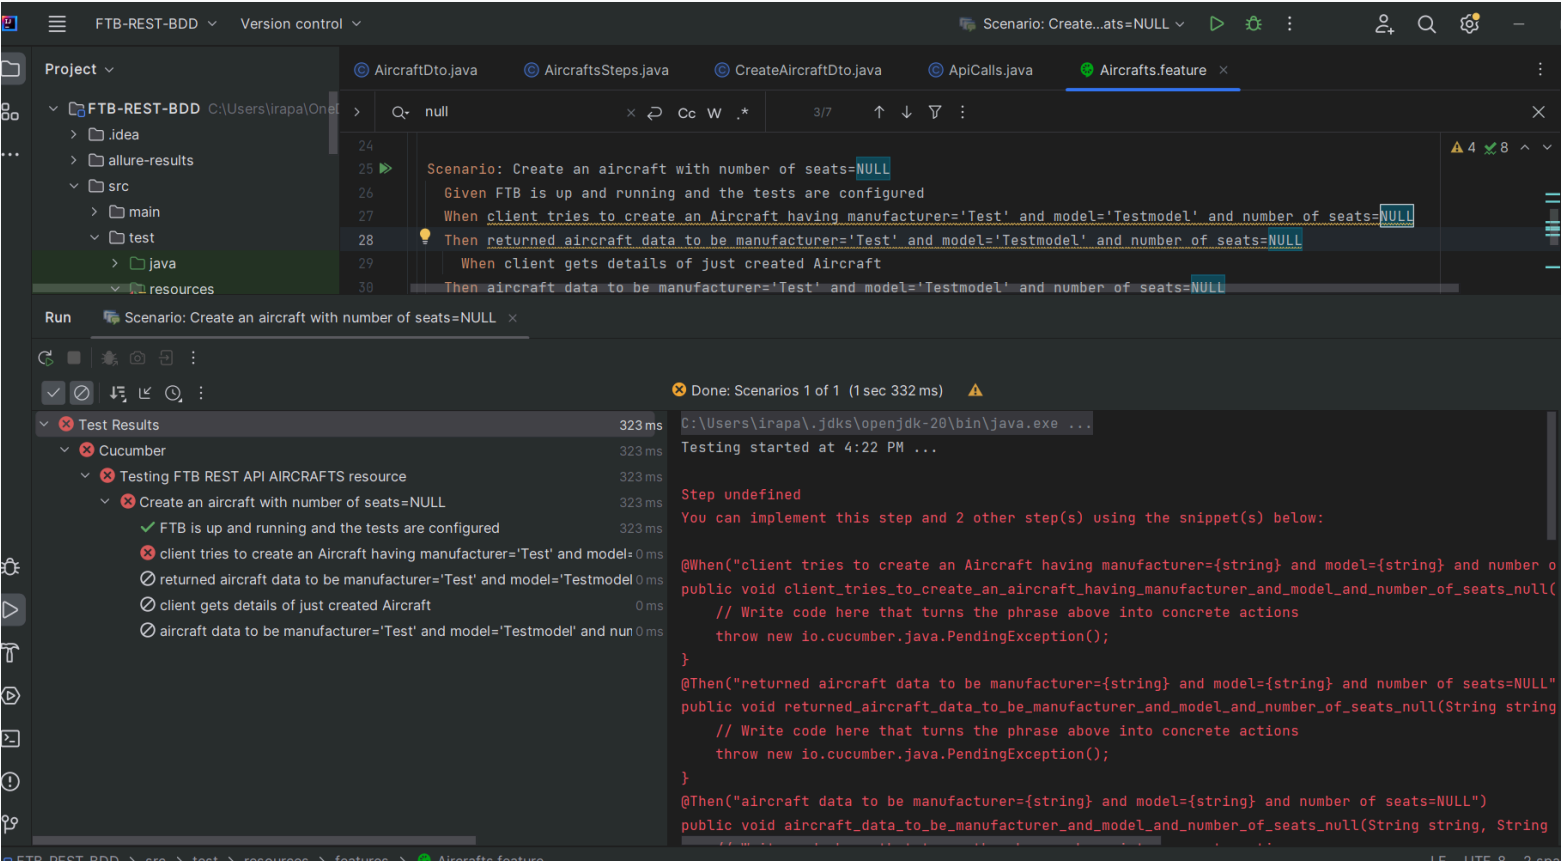 FTB-REST-BDD Version control Scenario: Create...ats=NULL
Project
AircraftDto.java AircraftsSteps.java CreateAircraftDto.java ApiCalls.java Aircrafts.feature
FTB-REST-BDD C:\Users\irapa\One
.idea
allure-results
src
main
test
java
resources
null Cc W .* 3/7
4 8
24
25 Scenario: Create an aircraft with number of seats=NULL
26 Given FTB is up and running and the tests are configured
27 When client tries to create an Aircraft having manufacturer='Test' and model='Testmodel' and number of seats=NULL
28 Then returned aircraft data to be manufacturer='Test' and model='Testmodel' and number of seats=NULL
29 When client gets details of just created Aircraft
30 Then aircraft data to be manufacturer='Test' and model='Testmodel' and number of seats=NULL
Run Scenario: Create an aircraft with number of seats=NULL
Done: Scenarios 1 of 1 (1 sec 332 ms)
Test Results 323 ms
Cucumber 323 ms
Testing FTB REST API AIRCRAFTS resource 323 ms
Create an aircraft with number of seats=NULL 323 ms
FTB is up and running and the tests are configured 323 ms
client tries to create an Aircraft having manufacturer='Test' and model= 0 ms
returned aircraft data to be manufacturer='Test' and model='Testmodel 0 ms
client gets details of just created Aircraft 0 ms
aircraft data to be manufacturer='Test' and model='Testmodel' and nun 0 ms
C:\Users\irapa\.jdks\openjdk-20\bin\java.exe ...
Testing started at 4:22 PM ...
Step undefined
You can implement this step and 2 other step(s) using the snippet(s) below:
@When("client tries to create an Aircraft having manufacturer={string} and model={string} and number o
public void client_tries_to_create_an_aircraft_having_manufacturer_and_model_and_number_of_seats_null(
// Write code here that turns the phrase above into concrete actions
throw new io.cucumber.java.PendingException();
}
@Then("returned aircraft data to be manufacturer={string} and model={string} and number of seats=NULL"
public void returned_aircraft_data_to_be_manufacturer_and_model_and_number_of_seats_null(String string
// Write code here that turns the phrase above into concrete actions
throw new io.cucumber.java.PendingException();
}
@Then("aircraft data to be manufacturer={string} and model={string} and number of seats=NULL")
public void aircraft_data_to_be_manufacturer_and_model_and_number_of_seats_null(String string, String
FTB-REST-BDD > src > test > resources > features > Aircrafts.feature LF UTF-8